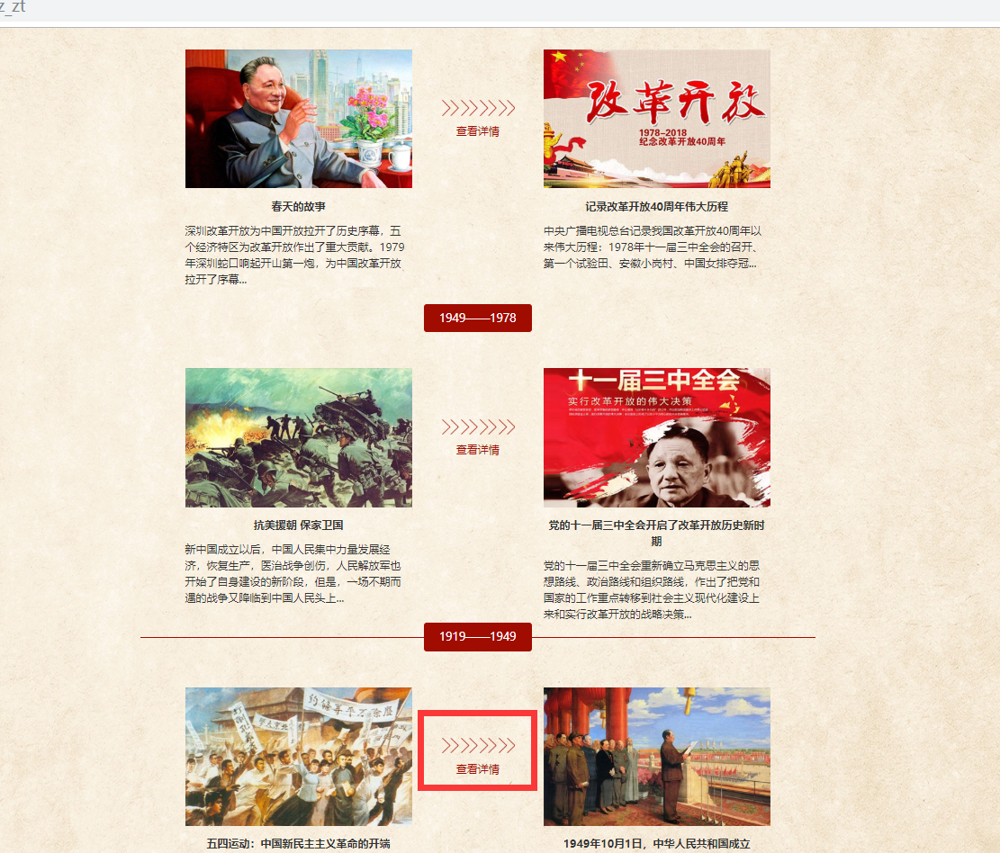 z_zt
改革开放
1978-2018
纪念改革开放40周年
查看详情
春天的故事
深圳改革开放为中国开放拉开了历史序幕，五
个经济特区为改革开放作出了重大贡献。1979
年深圳蛇口响起开山第一炮，为中国改革开放
拉开了序幕...
记录改革开放40周年伟大历程
中央广播电视总台记录我国改革开放40周年以
来伟大历程：1978年十一届三中全会的召开、
第一个试验田、安徽小岗村、中国女排夺冠...
1949——1978
十一届三中全会
实行改革开放的伟大决策
查看详情
抗美援朝 保家卫国
新中国成立以后，中国人民集中力量发展经
济，恢复生产，医治战争创伤，人民解放军也
开始了自身建设的新阶段，但是，一场不期而
遇的战争又降临到中国人民头上...
党的十一届三中全会开启了改革开放历史新时
期
党的十一届三中全会重新确立马克思主义的思
想路线、政治路线和组织路线，作出了把党和
国家的工作重点转移到社会主义现代化建设上
来和实行改革开放的战略决策...
1919——1949
查看详情
五四运动：中国新民主主义革命的开端
1949年10月1日，中华人民共和国成立